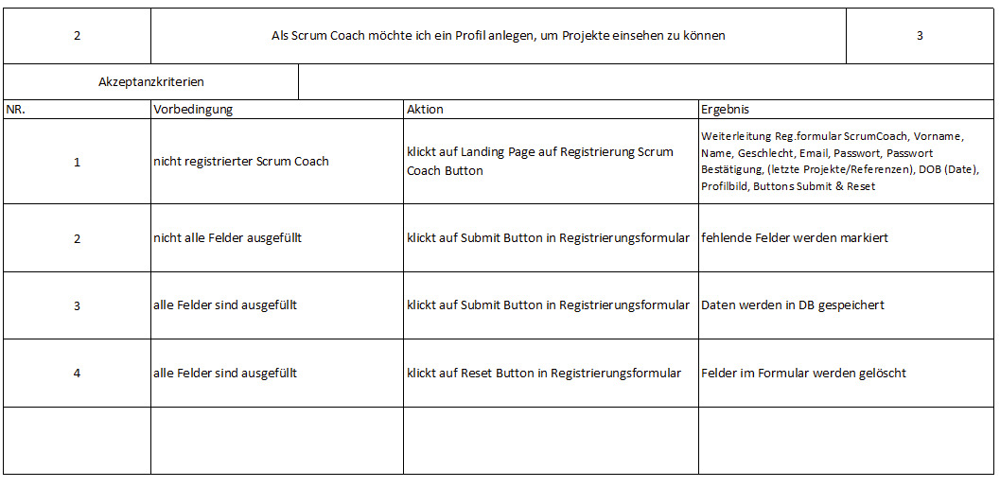 2
Als Scrum Coach möchte ich ein Profil anlegen, um Projekte einsehen zu können
3
Akzeptanzkriterien
NR.
Vorbedingung
Aktion
Ergebnis
1
nicht registrierter Scrum Coach
klickt auf Landing Page auf Registrierung Scrum
Coach Button
Weiterleitung Reg.formular ScrumCoach, Vorname,
Name, Geschlecht, Email, Passwort, Passwort
Bestätigung, (letzte Projekte/Referenzen), DOB (Date),
Profilbild, Buttons Submit & Reset
2
nicht alle Felder ausgefüllt
klickt auf Submit Button in Registrierungsformular
fehlende Felder werden markiert
3
alle Felder sind ausgefüllt
klickt auf Submit Button in Registrierungsformular
Daten werden in DB gespeichert
4
alle Felder sind ausgefüllt
klickt auf Reset Button in Registrierungsformular
Felder im Formular werden gelöscht